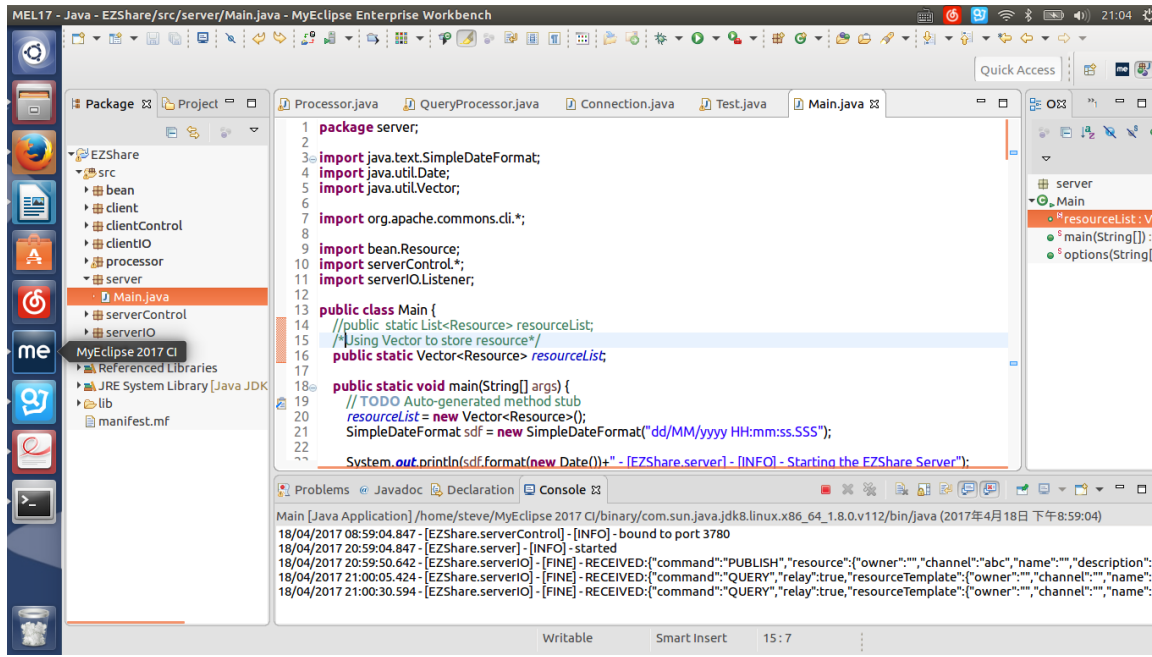 MEL17 - Java - EZShare/src/server/Main.java - MyEclipse Enterprise Workbench
21:04
Quick Access
Package
Project
EZShare
src
bean
client
clientControl
clientIO
processor
server
Main.java
serverControl
serverIO
MyEclipse 2017 CI
Referenced Libraries
JRE System Library [Java JDK
lib
manifest.mf
Processor.java QueryProcessor.java Connection.java Test.java Main.java
1 package server;
2
3 import java.text.SimpleDateFormat;
4 import java.util.Date;
5 import java.util.Vector;
6
7 import org.apache.commons.cli.*;
8
9 import bean.Resource;
10 import serverControl.*;
11 import serverIO.Listener;
12
13 public class Main {
14 //public static List<Resource> resourceList;
15 /*Using Vector to store resource*/
16 public static Vector<Resource> resourceList;
17
18 public static void main(String[] args) {
19 // TODO Auto-generated method stub
20 resourceList = new Vector<Resource>();
21 SimpleDateFormat sdf = new SimpleDateFormat("dd/MM/yyyy HH:mm:ss.SSS");
22
System.out.println(sdf.format(new Date())+" - [EZShare.server] - [INFO] - Starting the EZShare Server");
server
Main
resourceList : V
main(String[]) :
options(String[
Problems @ Javadoc Declaration Console
Main [Java Application] /home/steve/MyEclipse 2017 CI/binary/com.sun.java.jdk8.linux.x86_64_1.8.0.v112/bin/java (2017年4月18日 下午8:59:04)
18/04/2017 08:59:04.847 - [EZShare.serverControl] - [INFO] - bound to port 3780
18/04/2017 20:59:04.847 - [EZShare.server] - [INFO] - started
18/04/2017 20:59:50.642 - [EZShare.serverIO] - [FINE] - RECEIVED:{"command":"PUBLISH","resource":{"owner":"","channel":"abc","name":"","description":
18/04/2017 21:00:05.424 - [EZShare.serverIO] - [FINE] - RECEIVED:{"command":"QUERY","relay":true,"resourceTemplate":{"owner":"","channel":"","name":
18/04/2017 21:00:30.594 - [EZShare.serverIO] - [FINE] - RECEIVED:{"command":"QUERY","relay":true,"resourceTemplate":{"owner":"","channel":"","name":
Writable Smart Insert 15 : 7